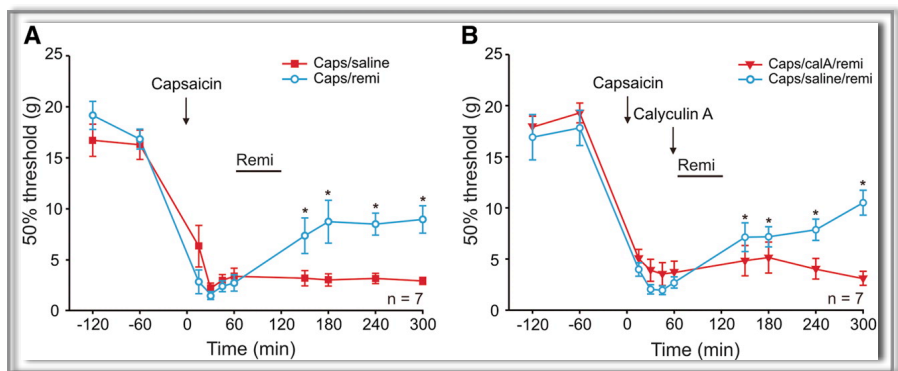 A
Caps/saline
Caps/remi
Capsaicin
Remi
50% threshold (g)
25
20
15
10
5
0
* * * *
n = 7
-120 -60 0 60 120 180 240 300
Time (min)
B
Caps/calA/remi
Caps/saline/remi
Capsaicin
Calyculin A
Remi
50% threshold (g)
25
20
15
10
5
0
* * * *
n = 7
-120 -60 0 60 120 180 240 300
Time (min)